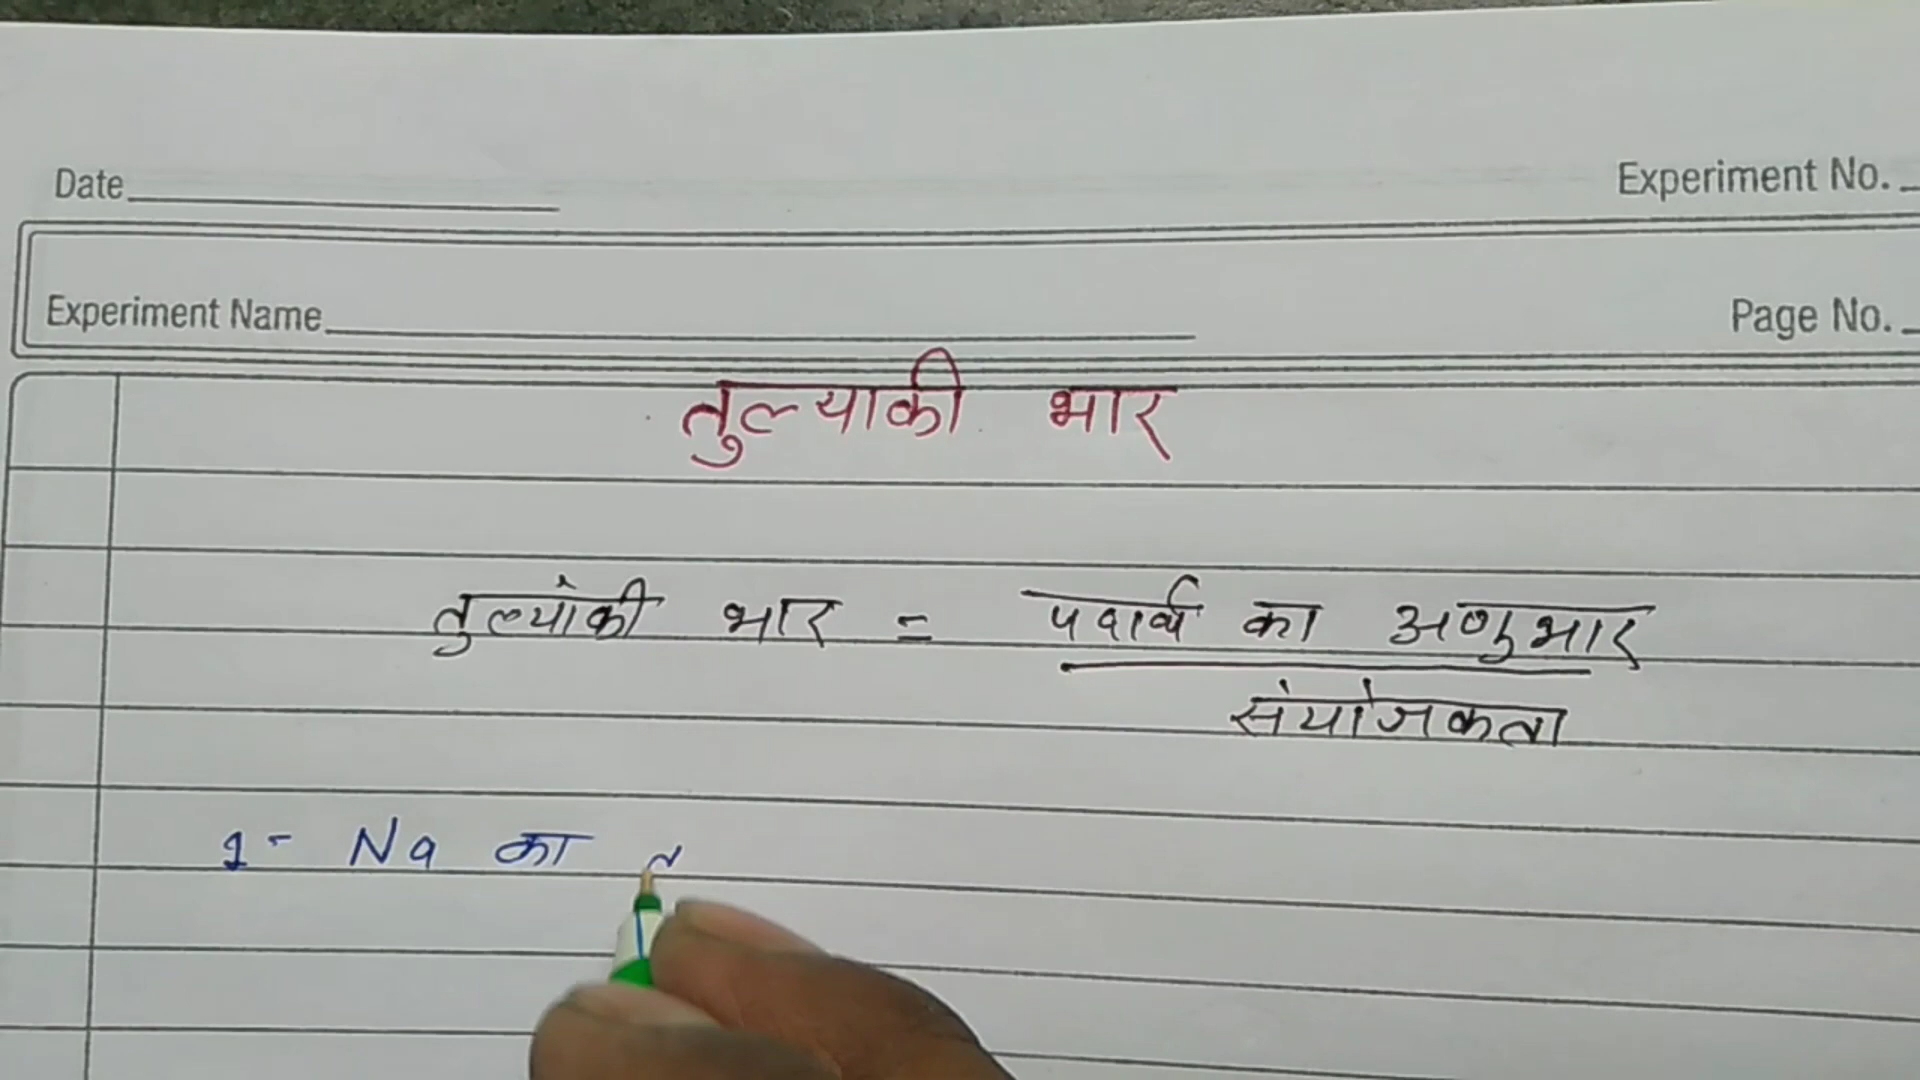 Date
Experiment No.
Experiment Name
Page No.
तुल्याकी भार
तुल्यांकी भार = पदार्थ का अणुभार
संयोजकता
1- Na का त